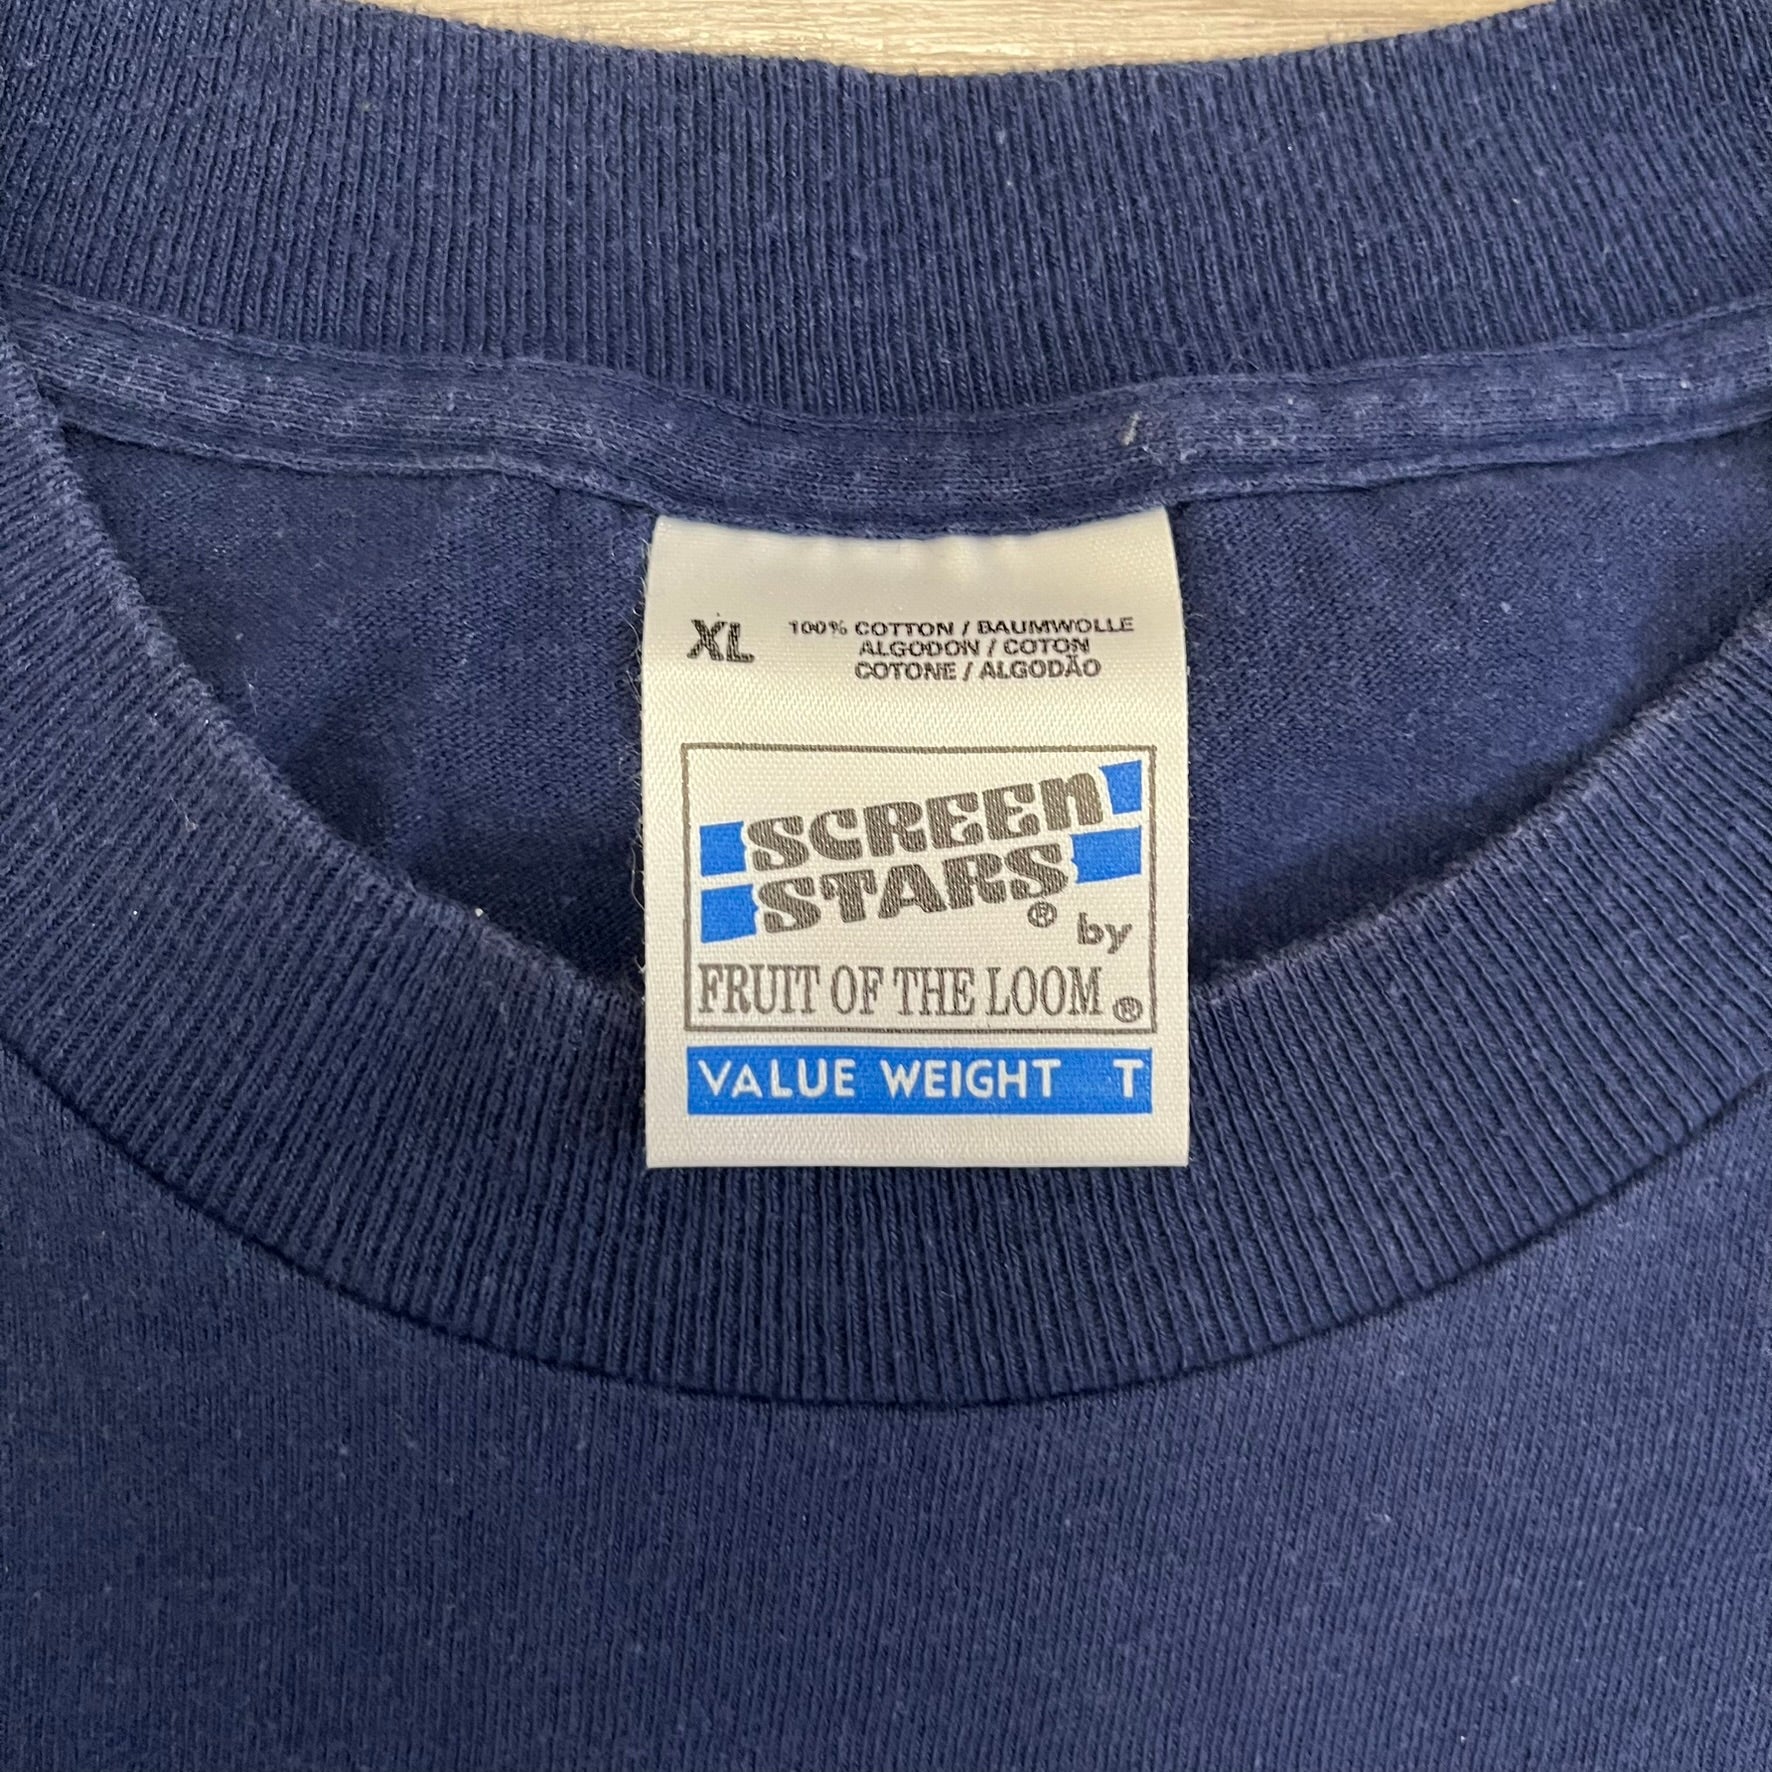 XL
100% COTTON / BAUMWOLLE
ALGODON / COTON
COTONE / ALGODÃO
SCREEN
STARS®
by
FRUIT OF THE LOOM®
VALUE WEIGHT T